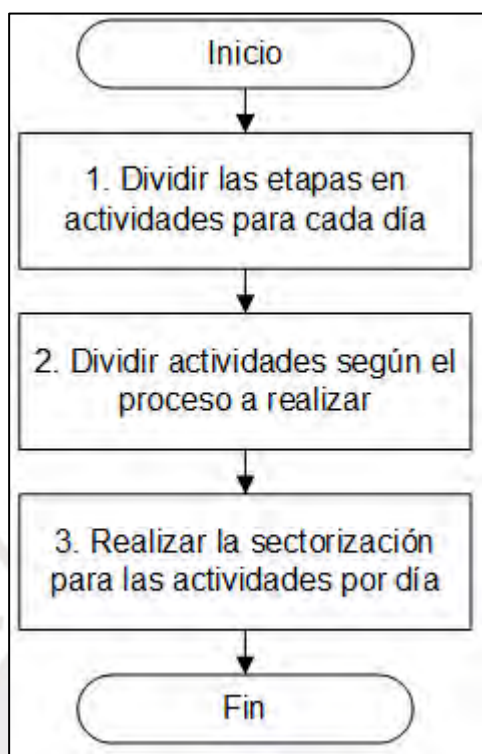 Inicio
1. Dividir las etapas en
actividades para cada día
2. Dividir actividades según el
proceso a realizar
3. Realizar la sectorización
para las actividades por día
Fin